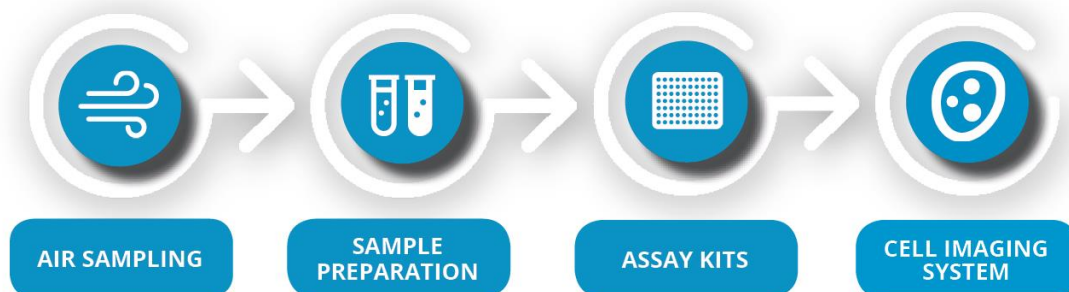 AIR SAMPLING
SAMPLE
PREPARATION
ASSAY KITS
CELL IMAGING
SYSTEM